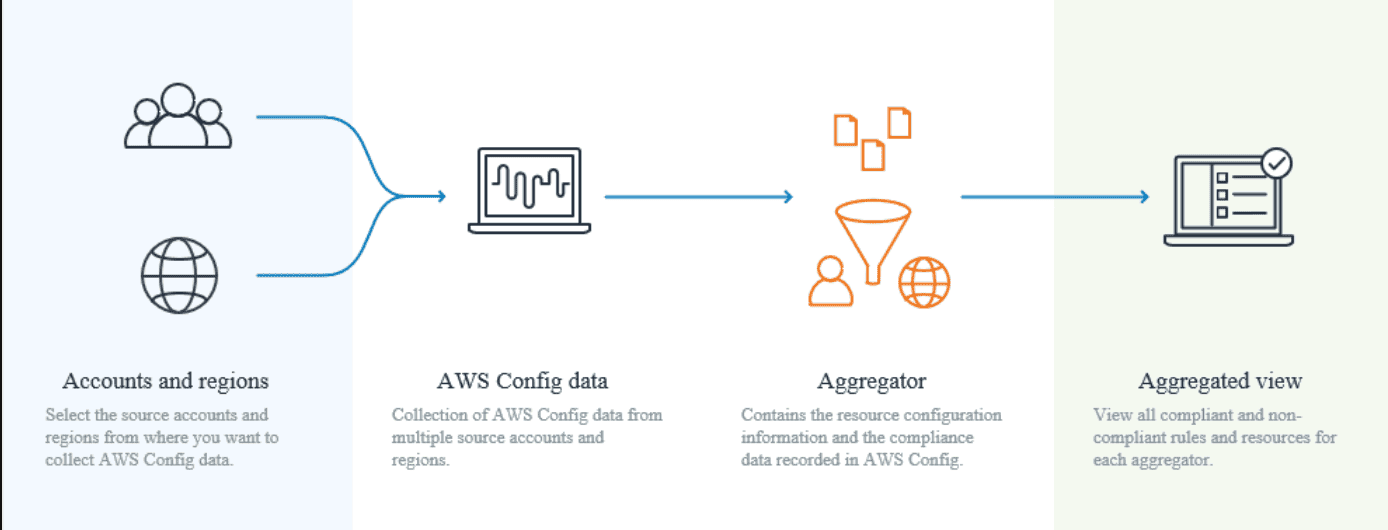 Accounts and regions
Select the source accounts and
regions from where you want to
collect AWS Config data.
AWS Config data
Collection of AWS Config data from
multiple source accounts and
regions.
Aggregator
Contains the resource configuration
information and the compliance
data recorded in AWS Config.
Aggregated view
View all compliant and non-
compliant rules and resources for
each aggregator.